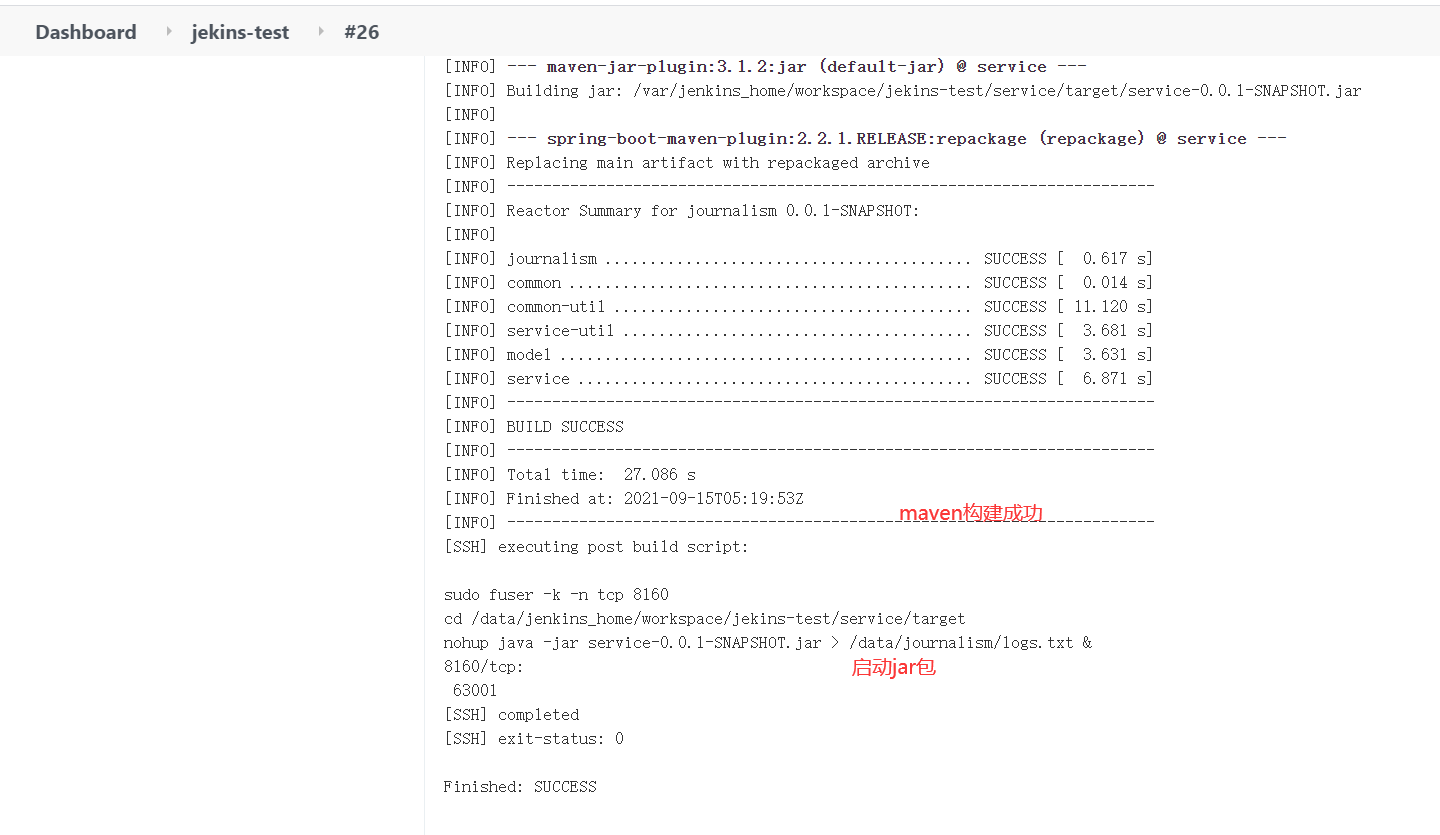 Dashboard jekins-test #26
[INFO] --- maven-jar-plugin:3.1.2:jar (default-jar) @ service ---
[INFO] Building jar: /var/jenkins_home/workspace/jekins-test/service/target/service-0.0.1-SNAPSHOT.jar
[INFO]
[INFO] --- spring-boot-maven-plugin:2.2.1.RELEASE:repackage (repackage) @ service ---
[INFO] Replacing main artifact with repackaged archive
[INFO] ------------------------------------------------------------------------
[INFO] Reactor Summary for journalism 0.0.1-SNAPSHOT:
[INFO]
[INFO] journalism ......................................... SUCCESS [  0.617 s]
[INFO] common ............................................. SUCCESS [  0.014 s]
[INFO] common-util ........................................ SUCCESS [ 11.120 s]
[INFO] service-util ....................................... SUCCESS [  3.681 s]
[INFO] model .............................................. SUCCESS [  3.631 s]
[INFO] service ............................................ SUCCESS [  6.871 s]
[INFO] ------------------------------------------------------------------------
[INFO] BUILD SUCCESS
[INFO] ------------------------------------------------------------------------
[INFO] Total time:  27.086 s
[INFO] Finished at: 2021-09-15T05:19:53Z
maven构建成功
[INFO] ------------------------------------------------------------------------
[SSH] executing post build script:
sudo fuser -k -n tcp 8160
cd /data/jenkins_home/workspace/jekins-test/service/target
nohup java -jar service-0.0.1-SNAPSHOT.jar > /data/journalism/logs.txt &
8160/tcp:
启动jar包
63001
[SSH] completed
[SSH] exit-status: 0
Finished: SUCCESS